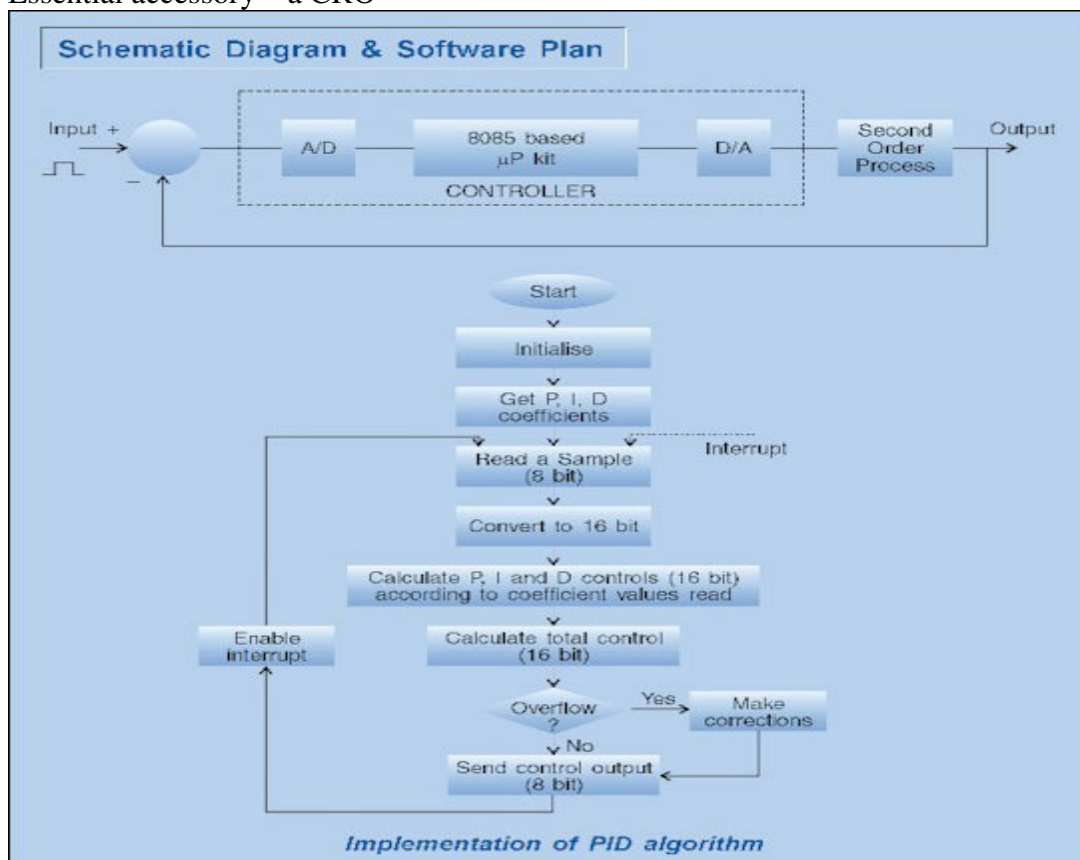 Essential accessory – a CRO
Schematic Diagram & Software Plan
Input +
–
A/D
8085 based
µP kit
D/A
CONTROLLER
Second
Order
Process
Output
Start
Initialise
Get P, I, D
coefficients
Interrupt
Read a Sample
(8 bit)
Convert to 16 bit
Calculate P, I and D controls (16 bit)
according to coefficient values read
Enable
interrupt
Calculate total control
(16 bit)
Overflow
?
Yes
Make
corrections
No
Send control output
(8 bit)
Implementation of PID algorithm